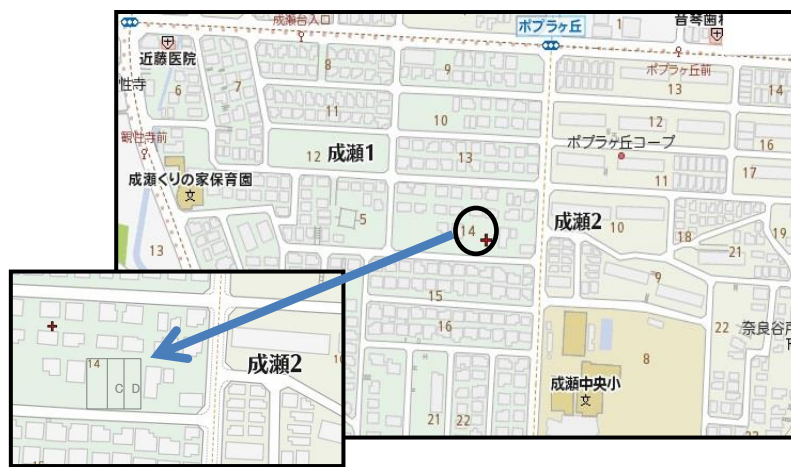 成瀬台入口
ポプラヶ丘
音琴歯科
近藤医院
8
9
1
ポプラヶ丘前
性寺
6
7
13
14
11
10
12
観性寺前
12
成瀬1
13
ポプラヶ丘コープ
16
成瀬くりの家保育園
文
11
17
5
14
成瀬2
10
18
19
13
21
15
9
22
奈良谷戸
16
8
成瀬中央小
文
21
22
14
成瀬2
C
D
15